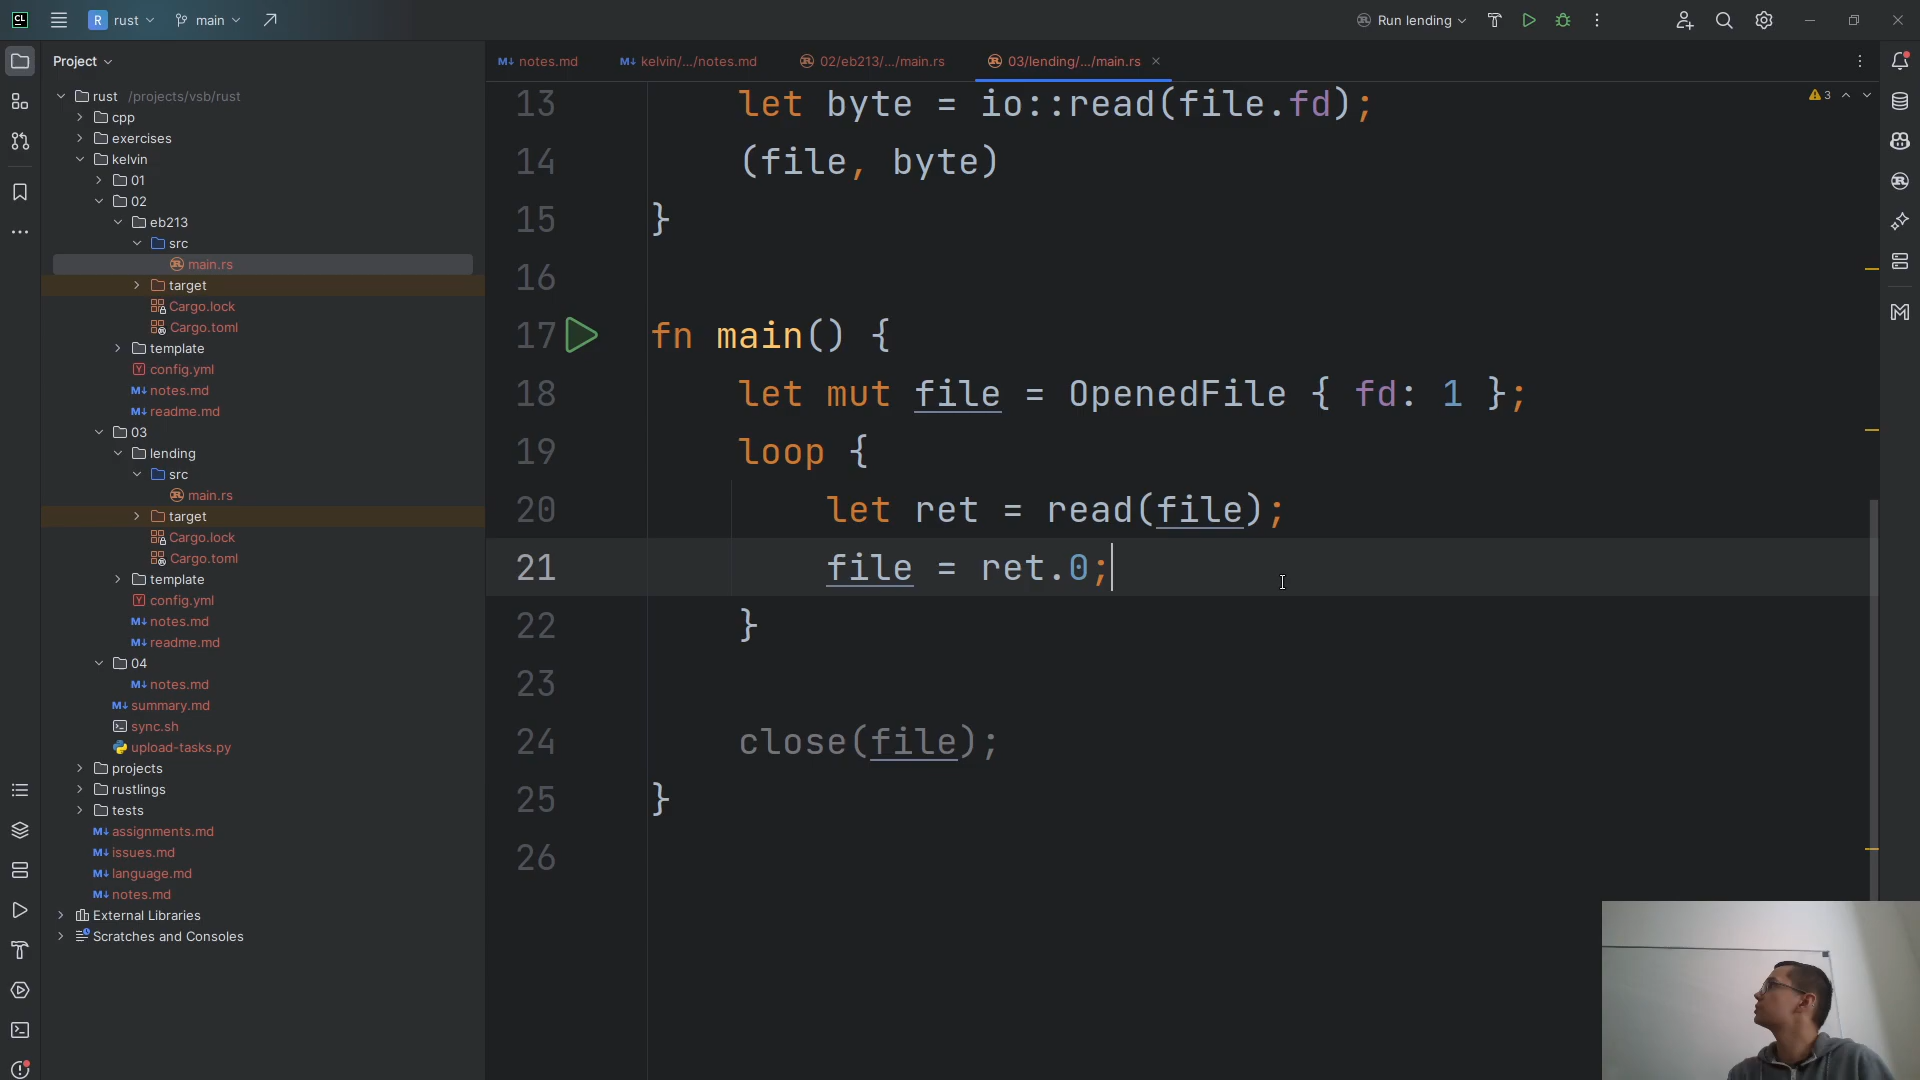 CL
R rust main
Run lending
Project
rust /projects/vsb/rust
cpp
exercises
kelvin
01
02
eb213
src
main.rs
target
Cargo.lock
Cargo.toml
template
config.yml
notes.md
readme.md
03
lending
src
main.rs
target
Cargo.lock
Cargo.toml
template
config.yml
notes.md
readme.md
04
notes.md
summary.md
sync.sh
upload-tasks.py
projects
rustlings
tests
assignments.md
issues.md
language.md
notes.md
External Libraries
Scratches and Consoles
notes.md kelvin/.../notes.md 02/eb213/.../main.rs 03/lending/.../main.rs
3
13 let byte = io::read(file.fd);
14 (file, byte)
15 }
16
17 fn main() {
18 let mut file = OpenedFile { fd: 1 };
19 loop {
20 let ret = read(file);
21 file = ret.0;
22 }
23
24 close(file);
25 }
26